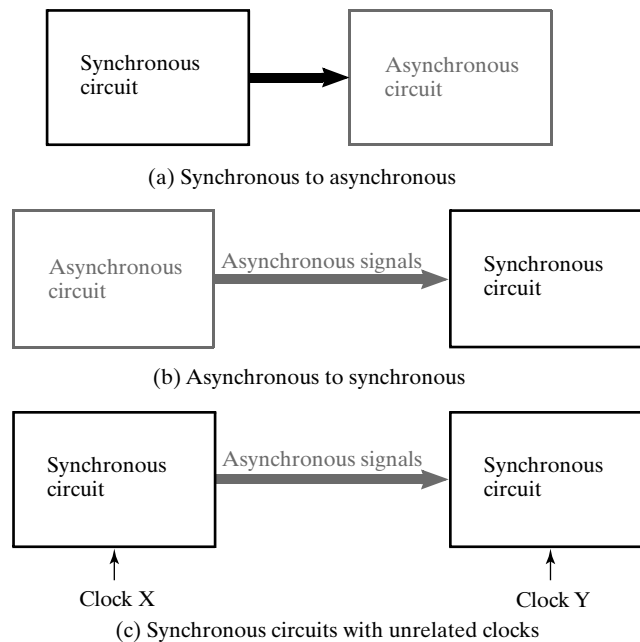 Synchronous
circuit
Asynchronous
circuit
(a) Synchronous to asynchronous
Asynchronous
circuit
Asynchronous signals
Synchronous
circuit
(b) Asynchronous to synchronous
Synchronous
circuit
Asynchronous signals
Synchronous
circuit
Clock X
Clock Y
(c) Synchronous circuits with unrelated clocks